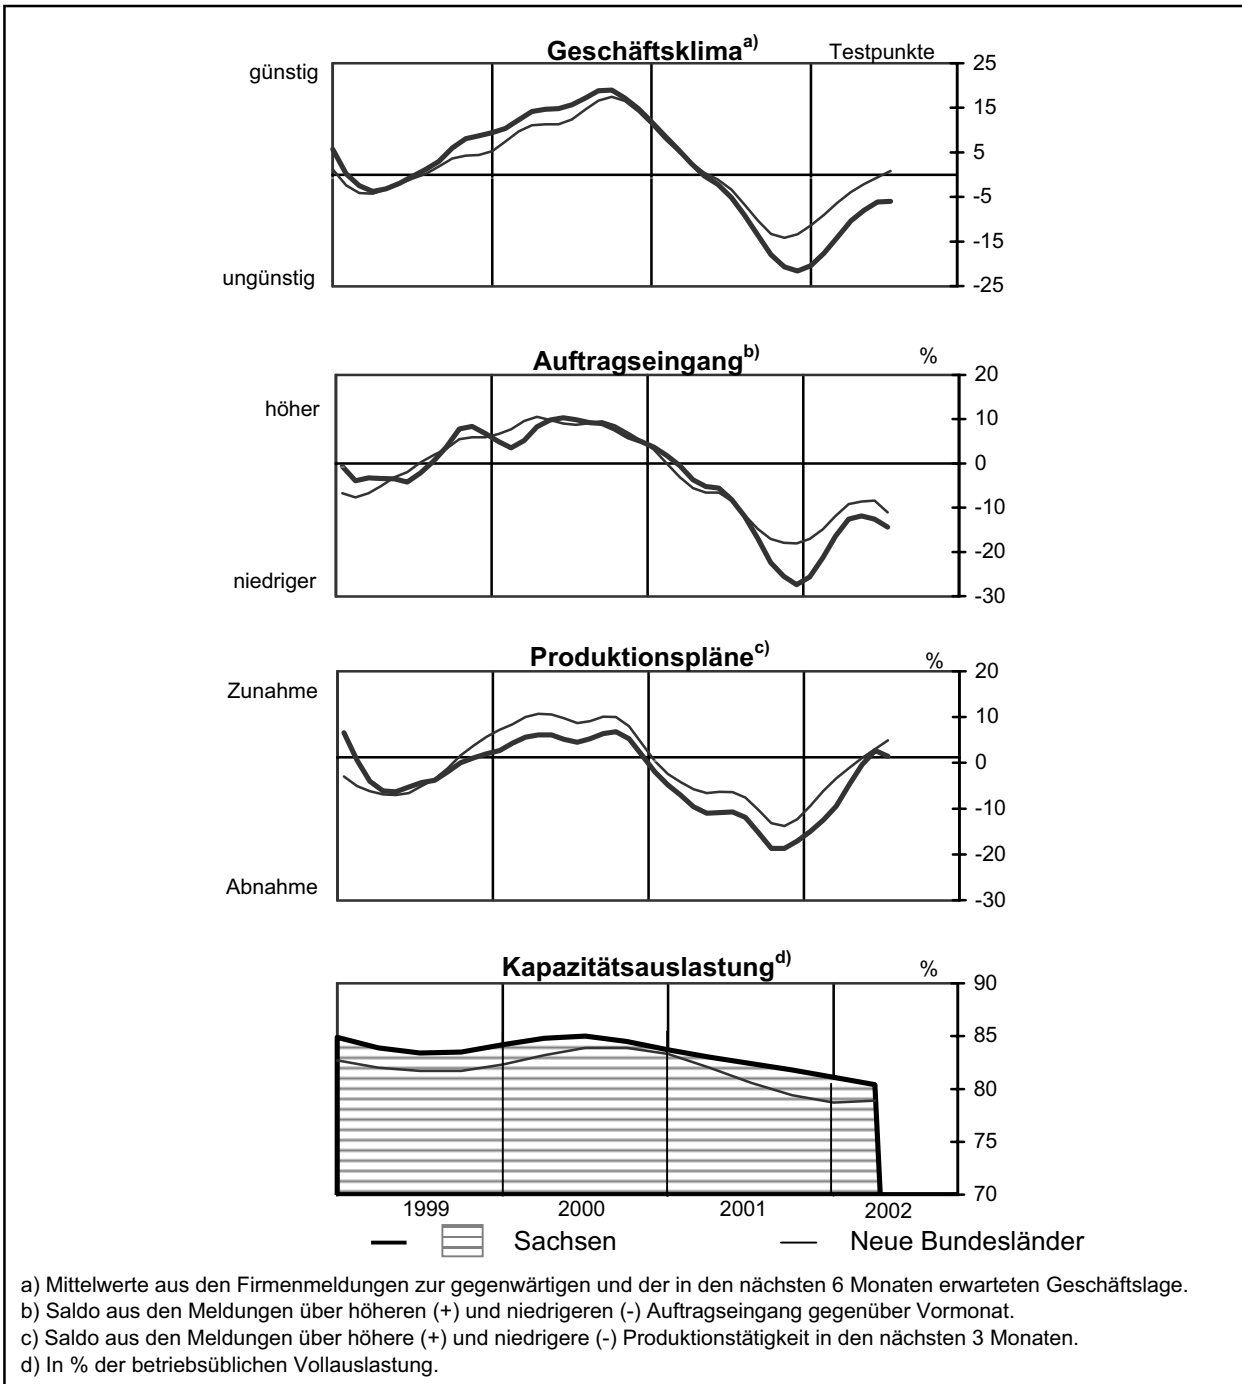 Geschäftsklima a) Testpunkte
günstig
ungünstig
25
15
5
-5
-15
-25
Auftragseingang b) %
höher
niedriger
20
10
0
-10
-20
-30
Produktionspläne c) %
Zunahme
Abnahme
20
10
0
-10
-20
-30
Kapazitätsauslastung d) %
90
85
80
75
70
1999 2000 2001 2002
Sachsen Neue Bundesländer
a) Mittelwerte aus den Firmenmeldungen zur gegenwärtigen und der in den nächsten 6 Monaten erwarteten Geschäftslage.
b) Saldo aus den Meldungen über höheren (+) und niedrigeren (-) Auftragseingang gegenüber Vormonat.
c) Saldo aus den Meldungen über höhere (+) und niedrigere (-) Produktionstätigkeit in den nächsten 3 Monaten.
d) In % der betriebsüblichen Vollauslastung.